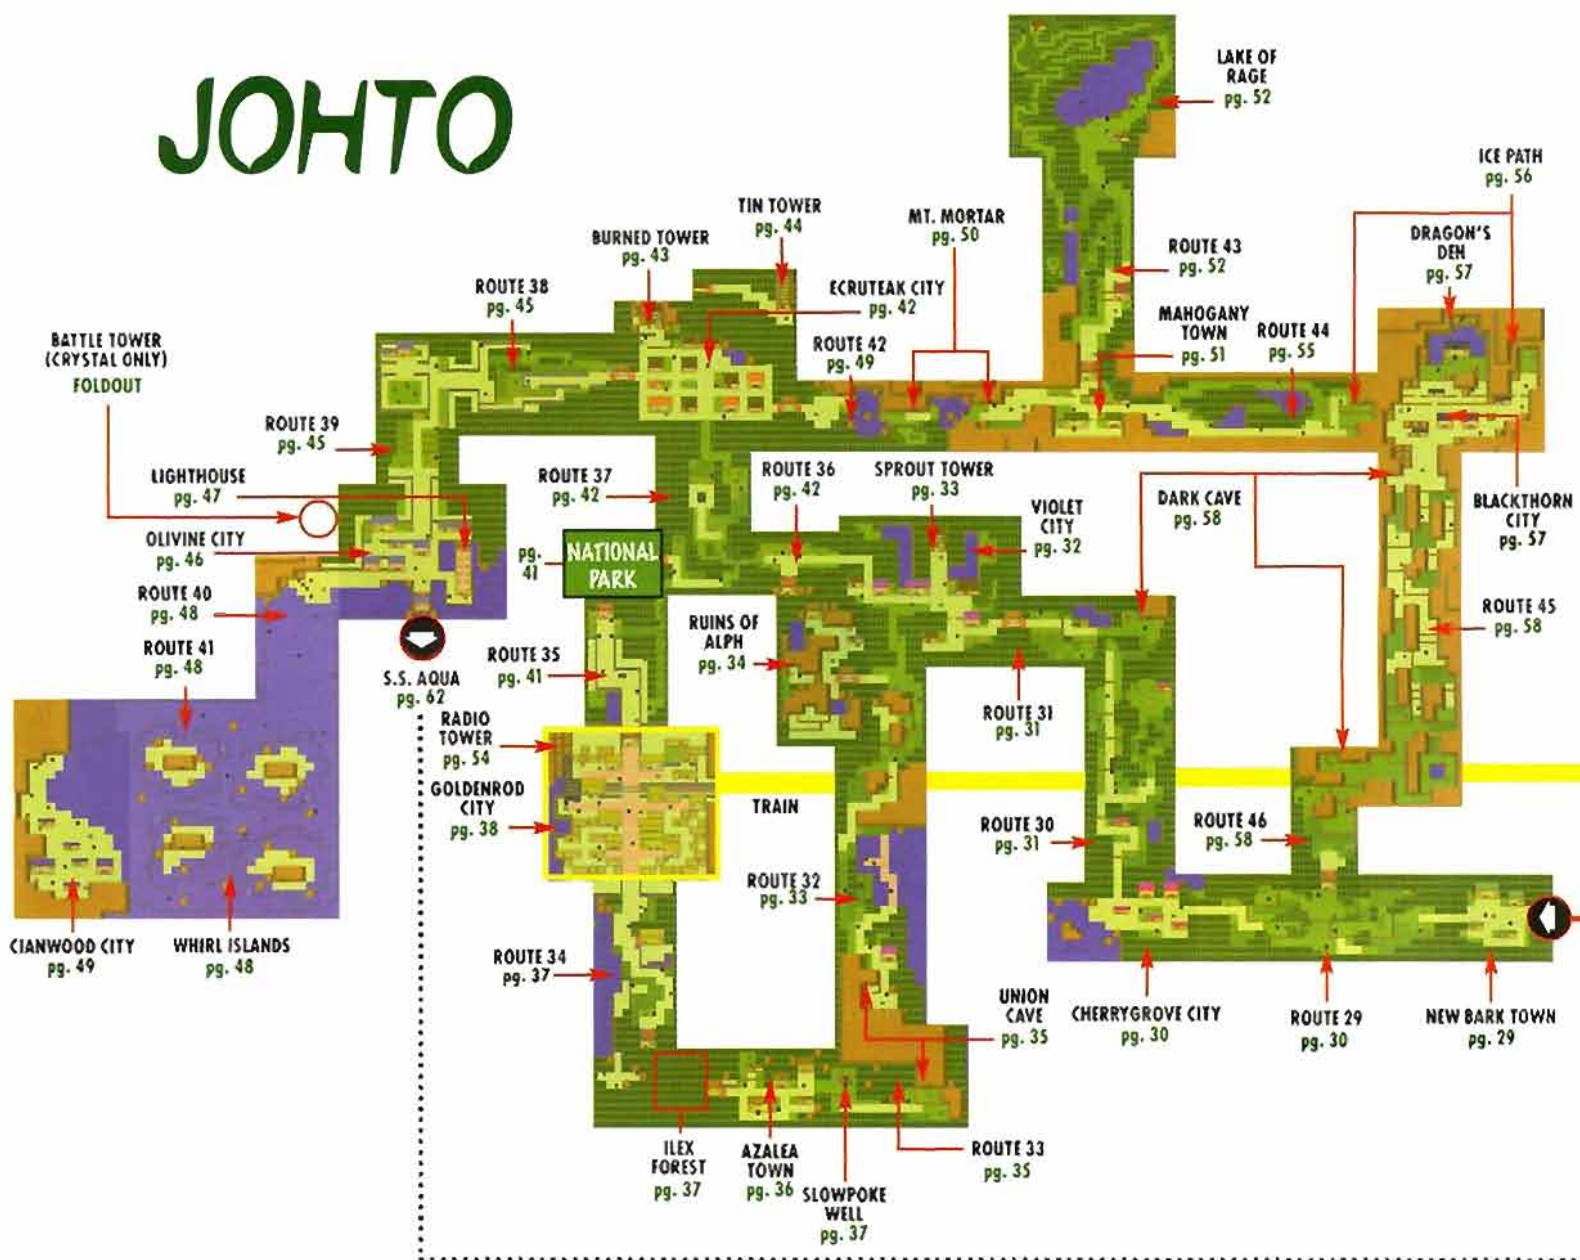 JOHTO
LAKE OF
RAGE
pg. 52
ICE PATH
pg. 56
TIN TOWER
pg. 44
MT. MORTAR
pg. 50
BURNED TOWER
pg. 43
DRAGON'S
DEN
pg. 57
ROUTE 43
pg. 52
ROUTE 38
pg. 45
ECRUTEAK CITY
pg. 42
MAHOGANY
TOWN
pg. 51
ROUTE 44
pg. 55
BATTLE TOWER
(CRYSTAL ONLY)
FOLDOUT
ROUTE 42
pg. 49
ROUTE 39
pg. 45
LIGHTHOUSE
pg. 47
ROUTE 37
pg. 42
ROUTE 36
pg. 42
SPROUT TOWER
pg. 33
VIOLET
CITY
pg. 32
DARK CAVE
pg. 58
BLACKTHORN
CITY
pg. 57
OLIVINE CITY
pg. 46
pg.
41
NATIONAL
PARK
ROUTE 40
pg. 48
ROUTE 45
pg. 58
ROUTE 41
pg. 48
RUINS OF
ALPH
pg. 34
ROUTE 35
pg. 41
S.S. AQUA
pg. 62
ROUTE 31
pg. 31
RADIO
TOWER
pg. 54
GOLDENROD
CITY
pg. 38
TRAIN
ROUTE 30
pg. 31
ROUTE 46
pg. 58
ROUTE 32
pg. 33
CIANWOOD CITY
pg. 49
WHIRL ISLANDS
pg. 48
ROUTE 34
pg. 37
UNION
CAVE
pg. 35
CHERRYGROVE CITY
pg. 30
ROUTE 29
pg. 30
NEW BARK TOWN
pg. 29
ILEX
FOREST
pg. 37
AZALEA
TOWN
pg. 36
SLOWPOKE
WELL
pg. 37
ROUTE 33
pg. 35